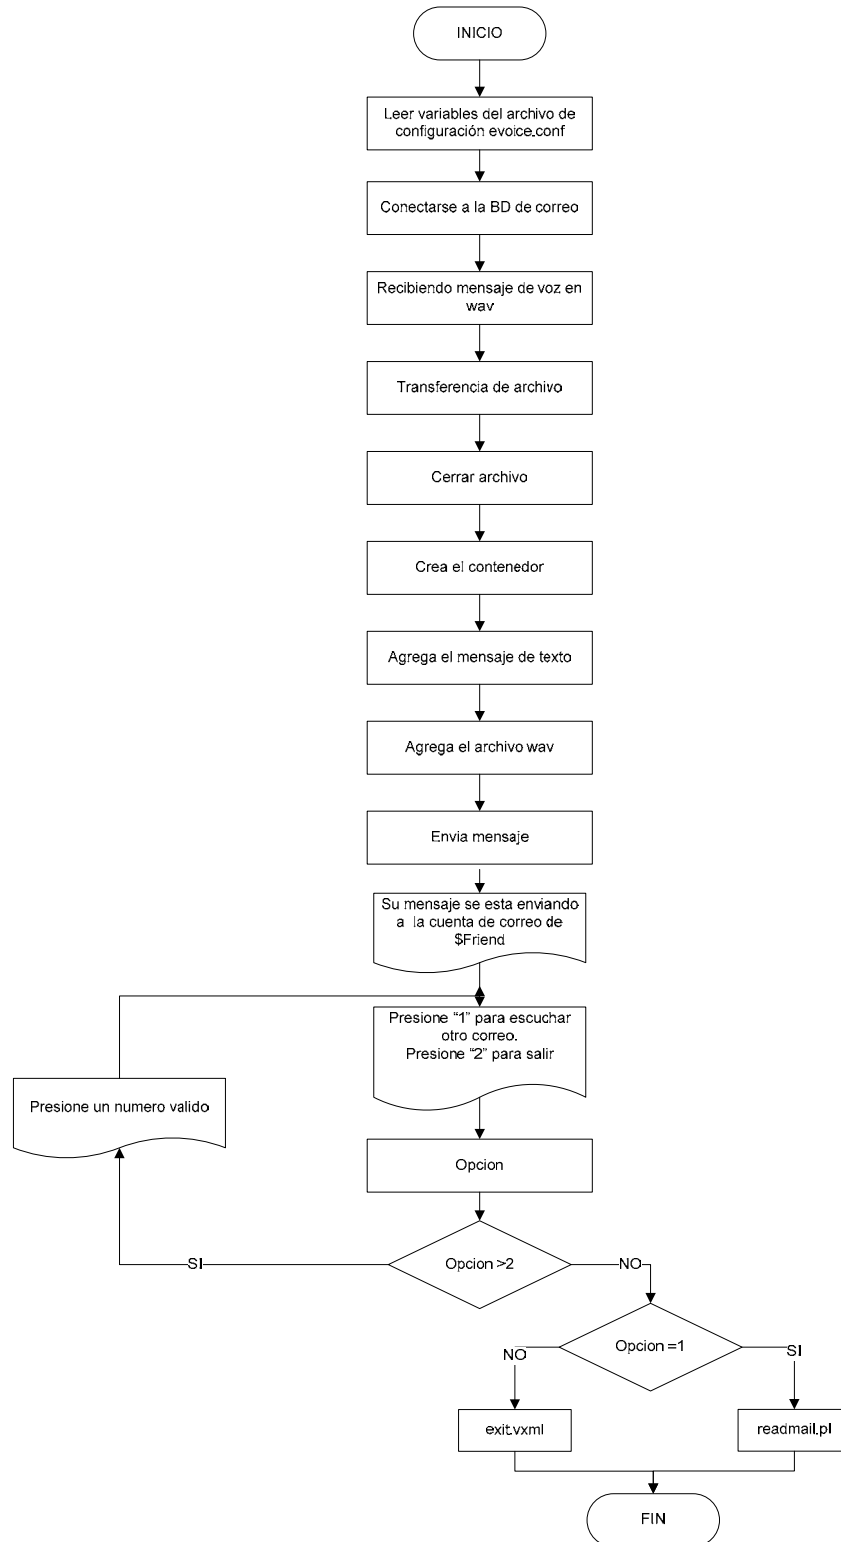 INICIO
Leer variables del archivo de
configuración evoice.conf
Conectarse a la BD de correo
Recibiendo mensaje de voz en
wav
Transferencia de archivo
Cerrar archivo
Crea el contenedor
Agrega el mensaje de texto
Agrega el archivo wav
Envia mensaje
Su mensaje se esta enviando
a la cuenta de correo de
$Friend
Presione “1” para escuchar
otro correo.
Presione “2” para salir
Presione un numero valido
Opcion
SI
Opcion >2
NO
NO
Opcion =1
SI
exit.vxml
readmail.pl
FIN